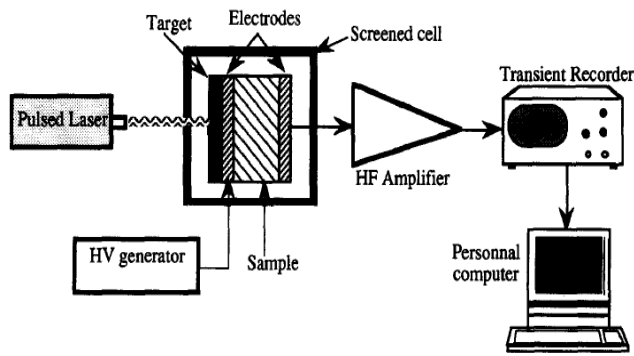 Electrodes
Target
Screened cell
Transient Recorder
Pulsed Laser
HF Amplifier
HV generator
Sample
Personnal
computer